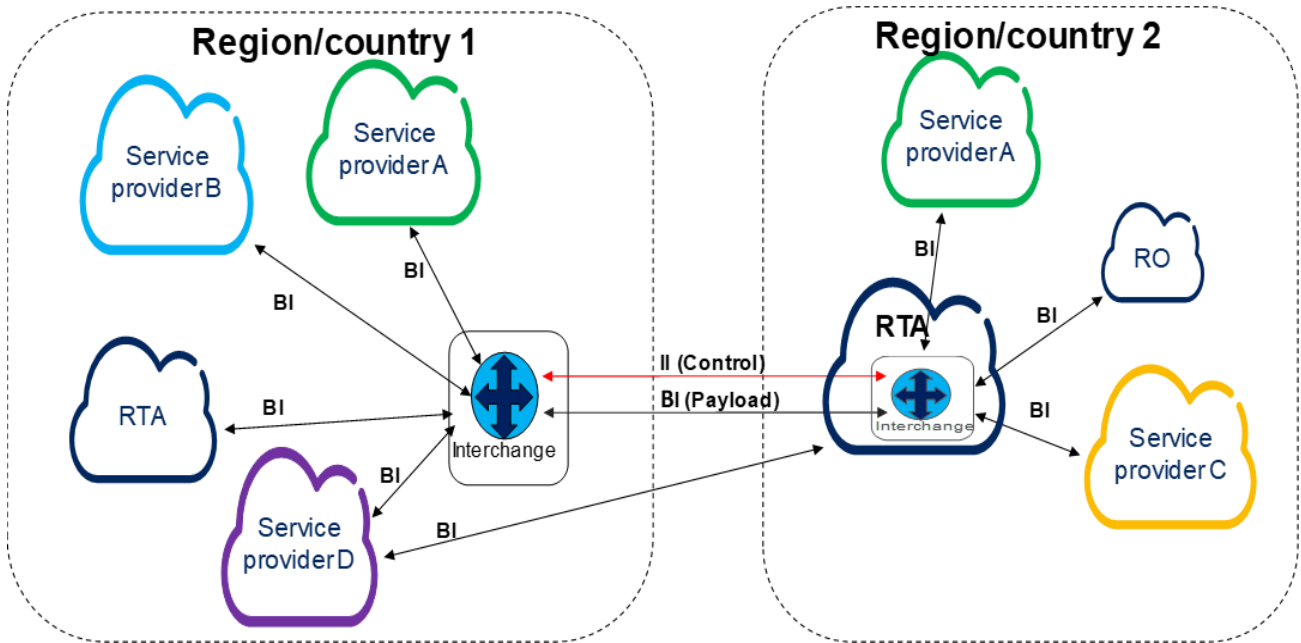 Region/country 1
Region/country 2
Service
provider B
Service
provider A
Service
provider A
RO
BI
BI
BI
BI
RTA
II (Control)
BI (Payload)
Interchange
Interchange
RTA
BI
BI
BI
BI
Service
provider C
Service
provider D